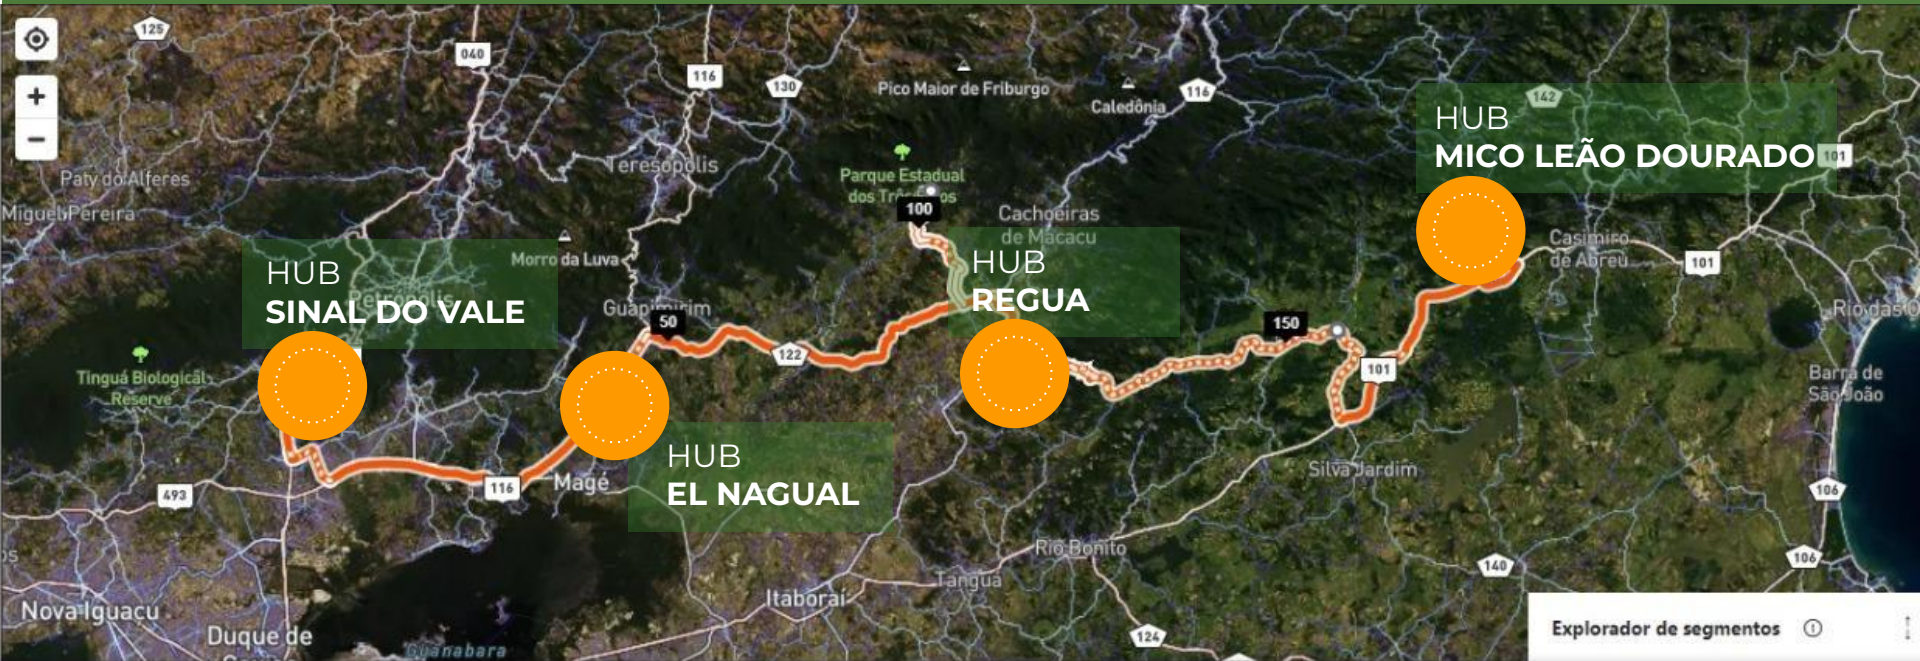 125
040
116
130
Pico Maior de Friburgo
Caledônia
116
142
HUB
MICO LEÃO DOURADO
101
Teresópolis
Paty do Alferes
Parque Estadual
dos Três Picos
100
Miguel Pereira
Cachoeiras
de Macacu
Morro da Luva
Casimiro
de Abreu
101
HUB
SINAL DO VALE
HUB
REGUA
Guapimirim
50
150
122
101
Tinguá Biological
Reserve
Barra de
São João
HUB
EL NAGUAL
Magé
116
493
Silva Jardim
106
Rio Bonito
106
140
Tanguá
Itaboraí
Nova Iguaçu
Duque de
124
Guanabara
Explorador de segmentos